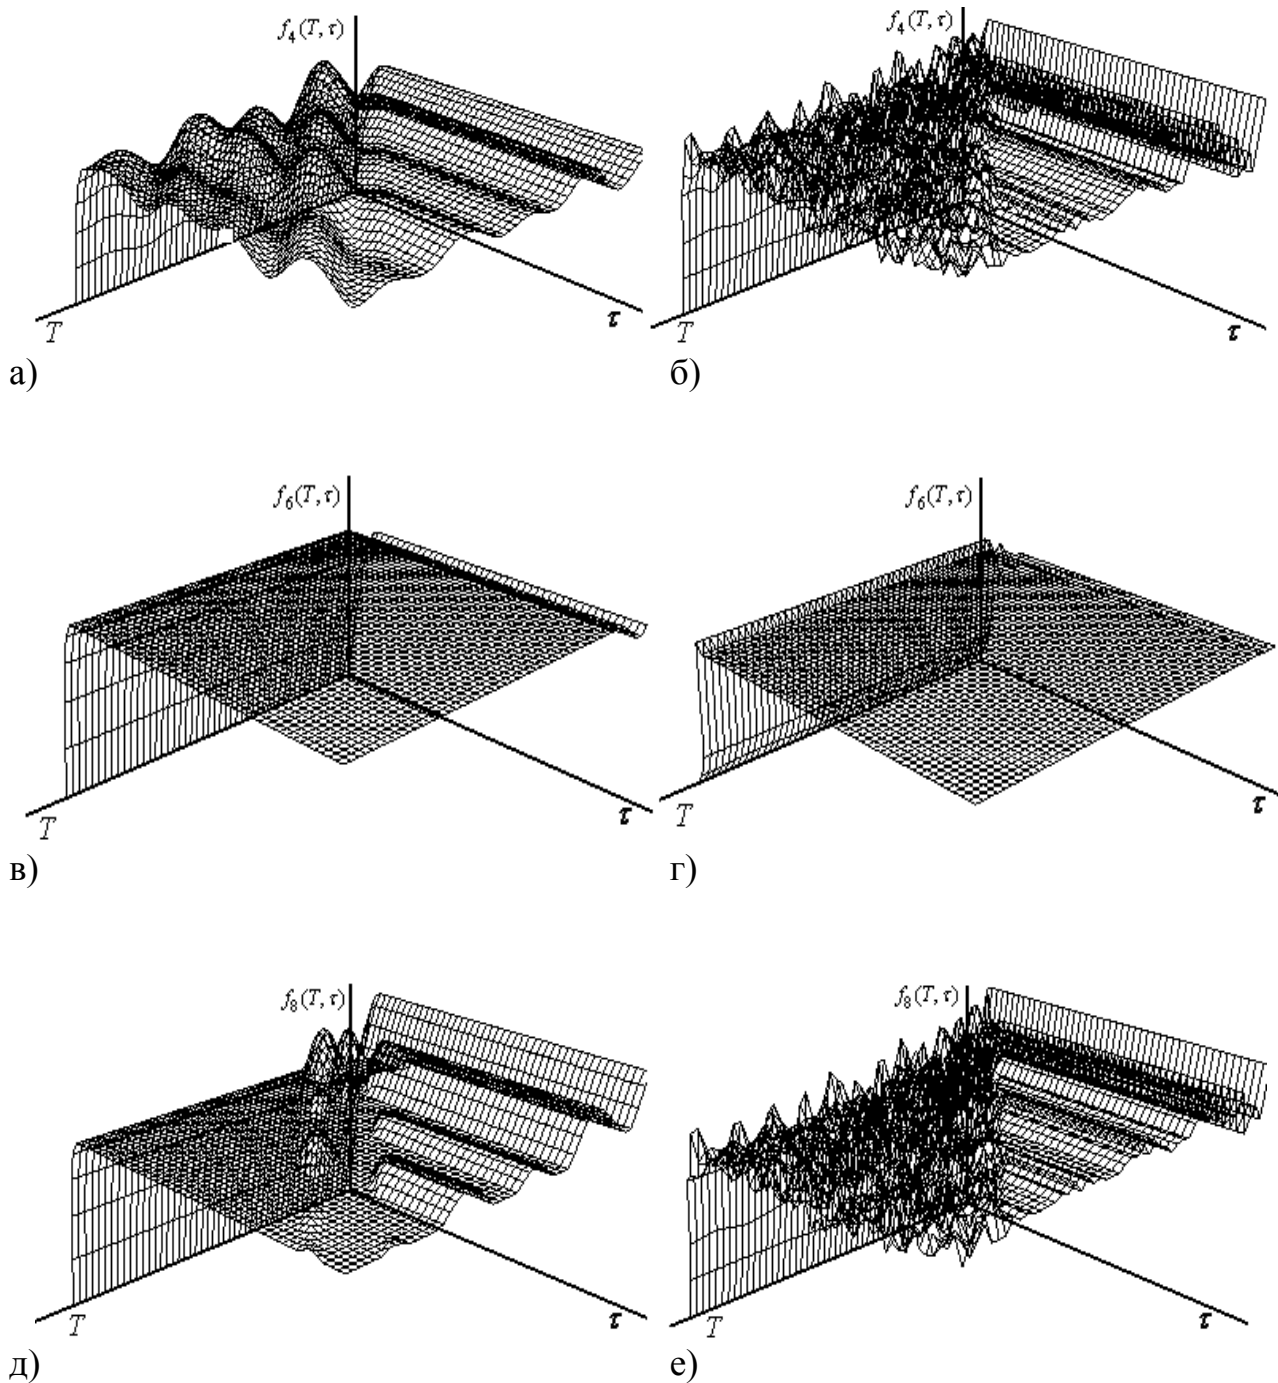 f₄(T, τ)
f₄(T, τ)
T
τ
T
τ
а)
б)
f₆(T, τ)
f₆(T, τ)
T
τ
T
τ
в)
г)
f₈(T, τ)
f₈(T, τ)
T
τ
T
τ
д)
е)